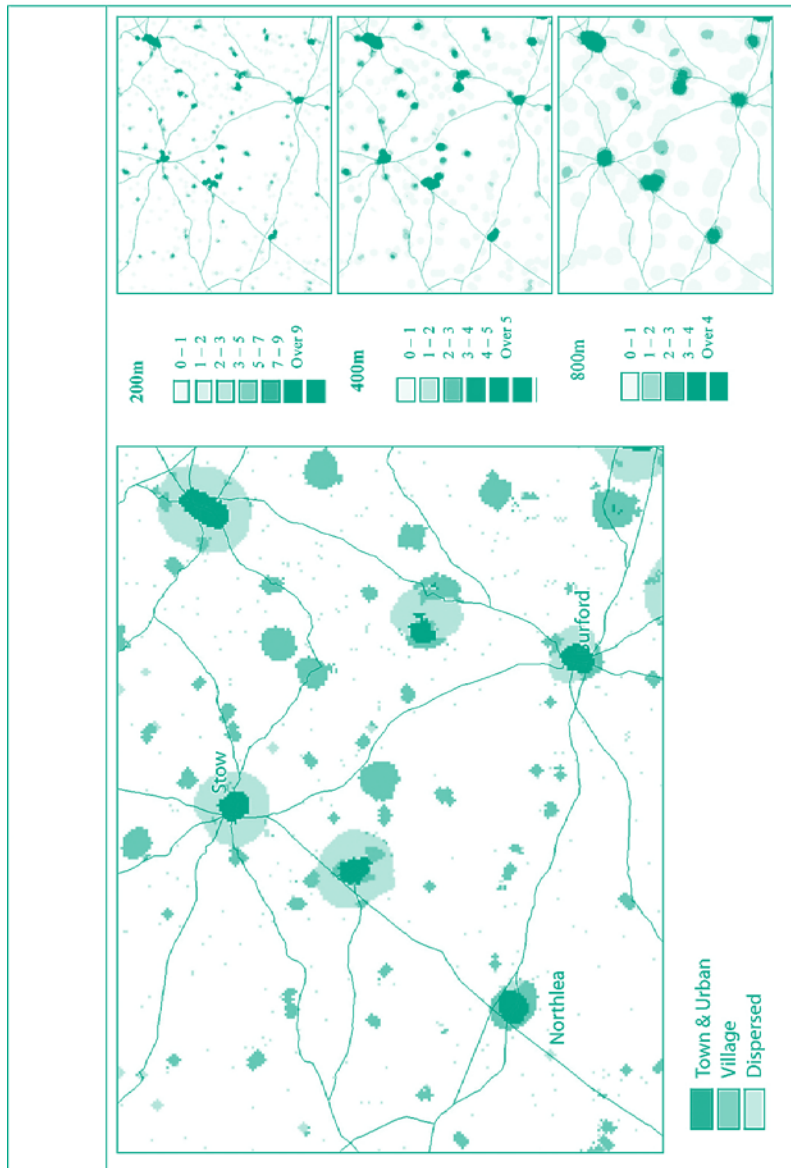 Stow
Northlea
ourford
Town & Urban
Village
Dispersed
200m
0 – 1
1 – 2
2 – 3
3 – 5
5 – 7
7 – 9
Over 9
400m
0 – 1
1 – 2
2 – 3
3 – 4
4 – 5
Over 5
800m
0 – 1
1 – 2
2 – 3
3 – 4
Over 4